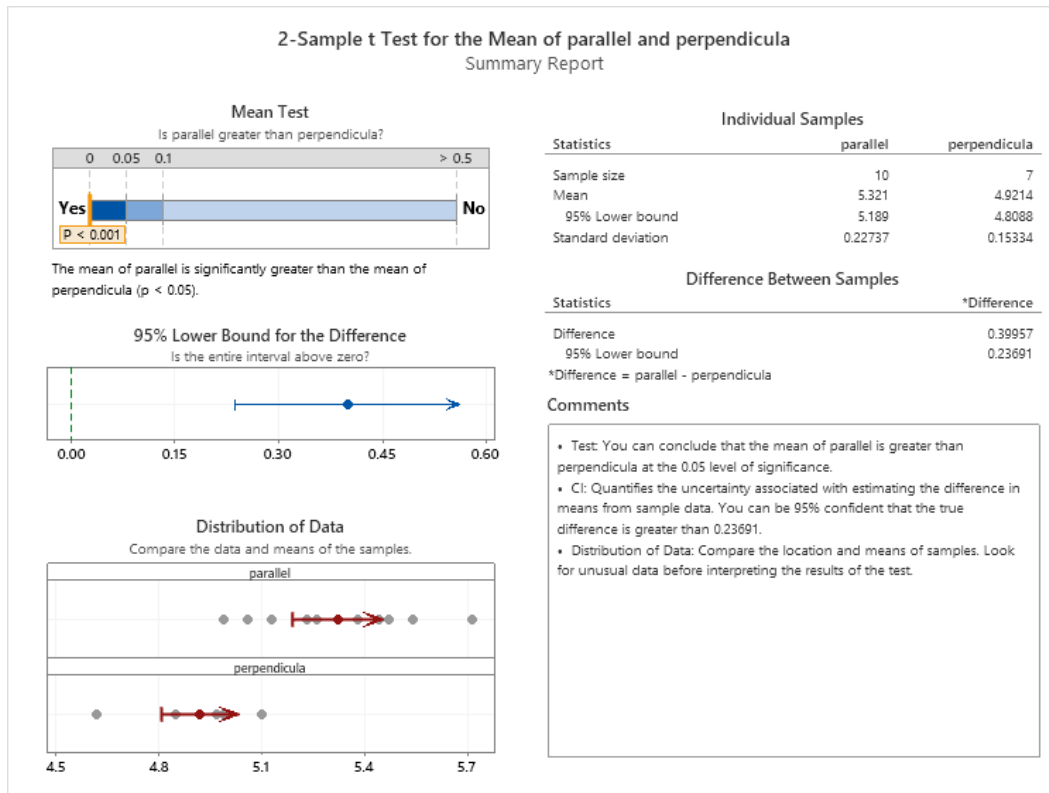 2-Sample t Test for the Mean of parallel and perpendicula
Summary Report
Mean Test
Is parallel greater than perpendicula?
0 0.05 0.1 > 0.5
Yes No
P < 0.001
The mean of parallel is significantly greater than the mean of
perpendicula (p < 0.05).
95% Lower Bound for the Difference
Is the entire interval above zero?
0.00 0.15 0.30 0.45 0.60
Distribution of Data
Compare the data and means of the samples.
parallel
perpendicula
4.5 4.8 5.1 5.4 5.7
Individual Samples
Statistics parallel perpendicula
Sample size 10 7
Mean 5.321 4.9214
95% Lower bound 5.189 4.8088
Standard deviation 0.22737 0.15334
Difference Between Samples
Statistics *Difference
Difference 0.39957
95% Lower bound 0.23691
*Difference = parallel - perpendicula
Comments
• Test: You can conclude that the mean of parallel is greater than
perpendicula at the 0.05 level of significance.
• CI: Quantifies the uncertainty associated with estimating the difference in
means from sample data. You can be 95% confident that the true
difference is greater than 0.23691.
• Distribution of Data: Compare the location and means of samples. Look
for unusual data before interpreting the results of the test.